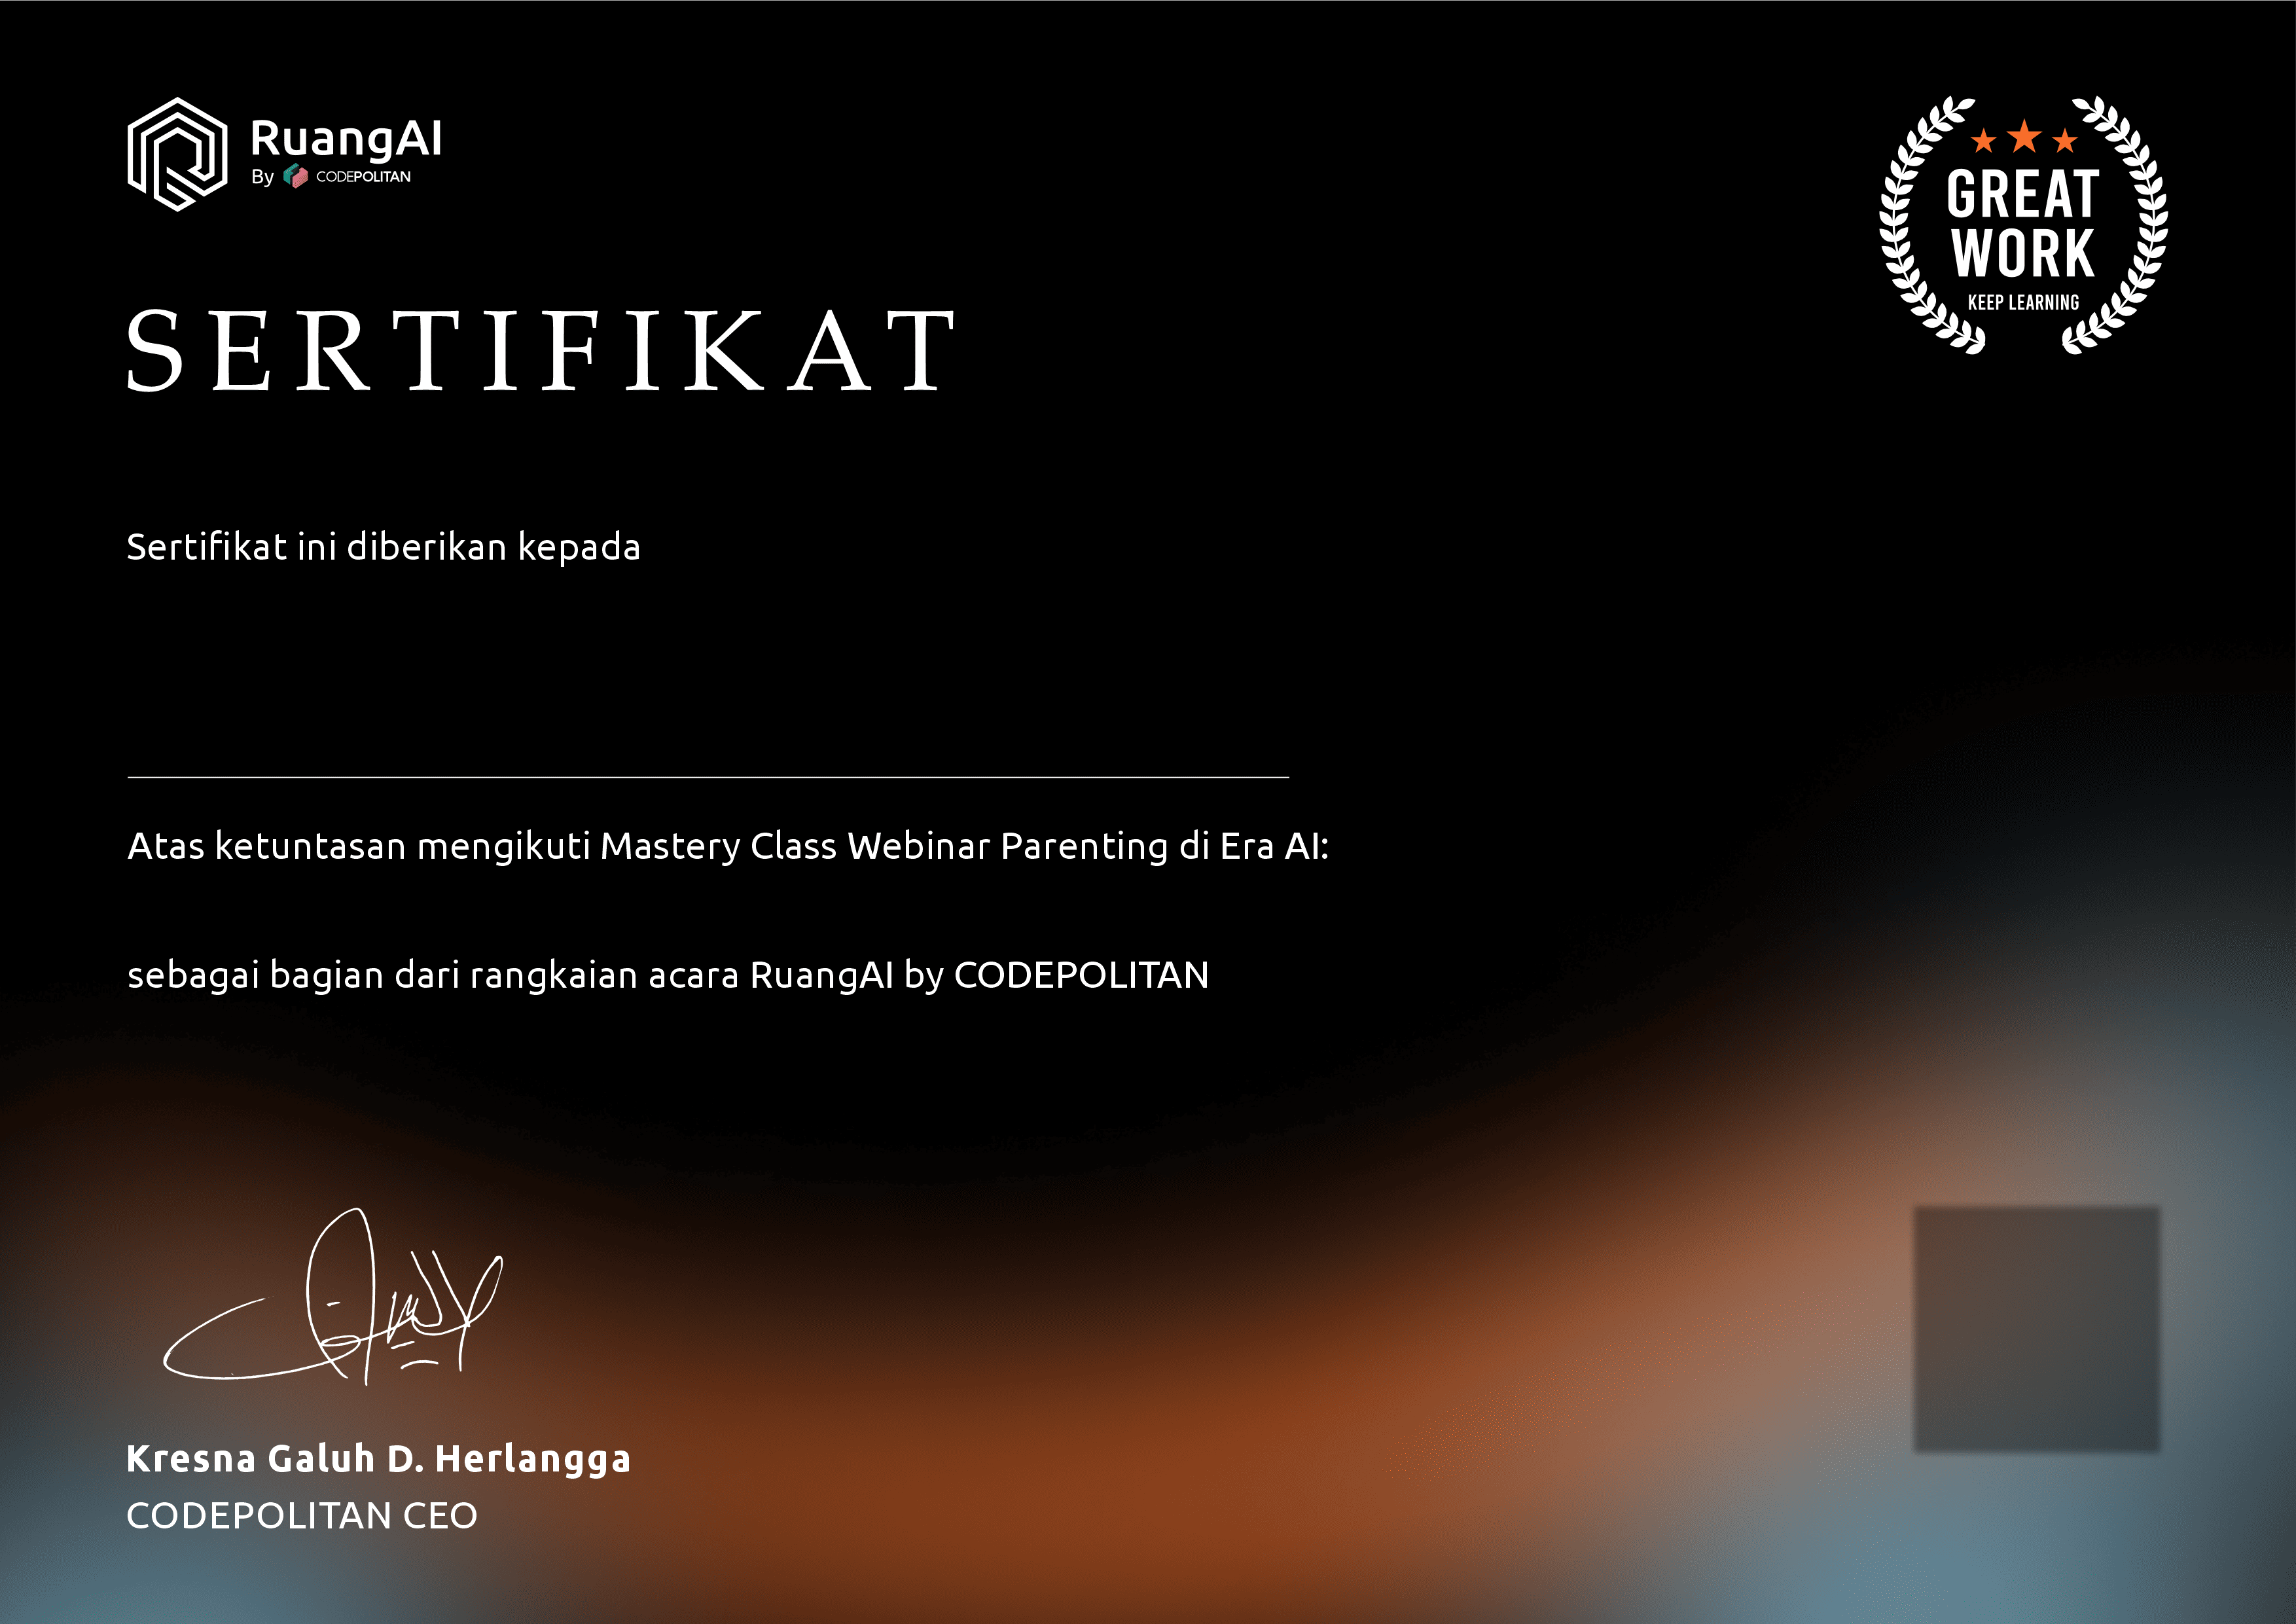 RuangAI
By CODEPOLITAN
GREAT
WORK
KEEP LEARNING
SERTIFIKAT
Sertifikat ini diberikan kepada
Atas ketuntasan mengikuti Mastery Class Webinar Parenting di Era AI:
sebagai bagian dari rangkaian acara RuangAI by CODEPOLITAN
Kresna Galuh D. Herlangga
CODEPOLITAN CEO